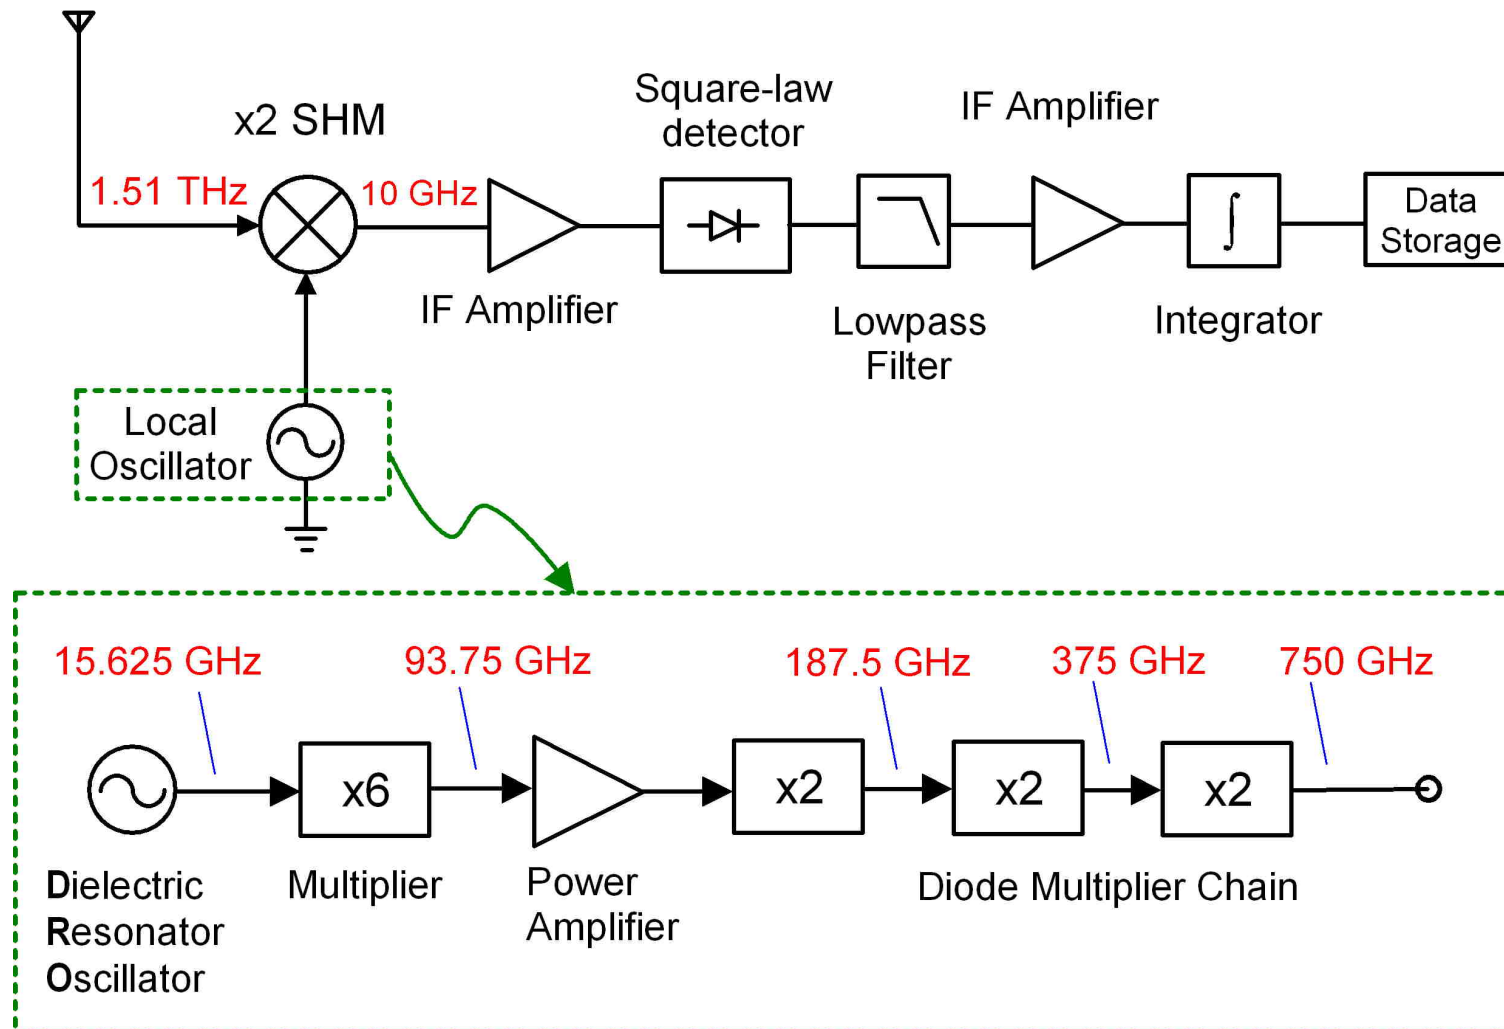 x2 SHM
Square-law
detector
IF Amplifier
1.51 THz
10 GHz
∫
Data
Storage
IF Amplifier
Lowpass
Filter
Integrator
Local
Oscillator
15.625 GHz
93.75 GHz
187.5 GHz
375 GHz
750 GHz
x6
x2
x2
x2
Dielectric
Resonator
Oscillator
Multiplier
Power
Amplifier
Diode Multiplier Chain